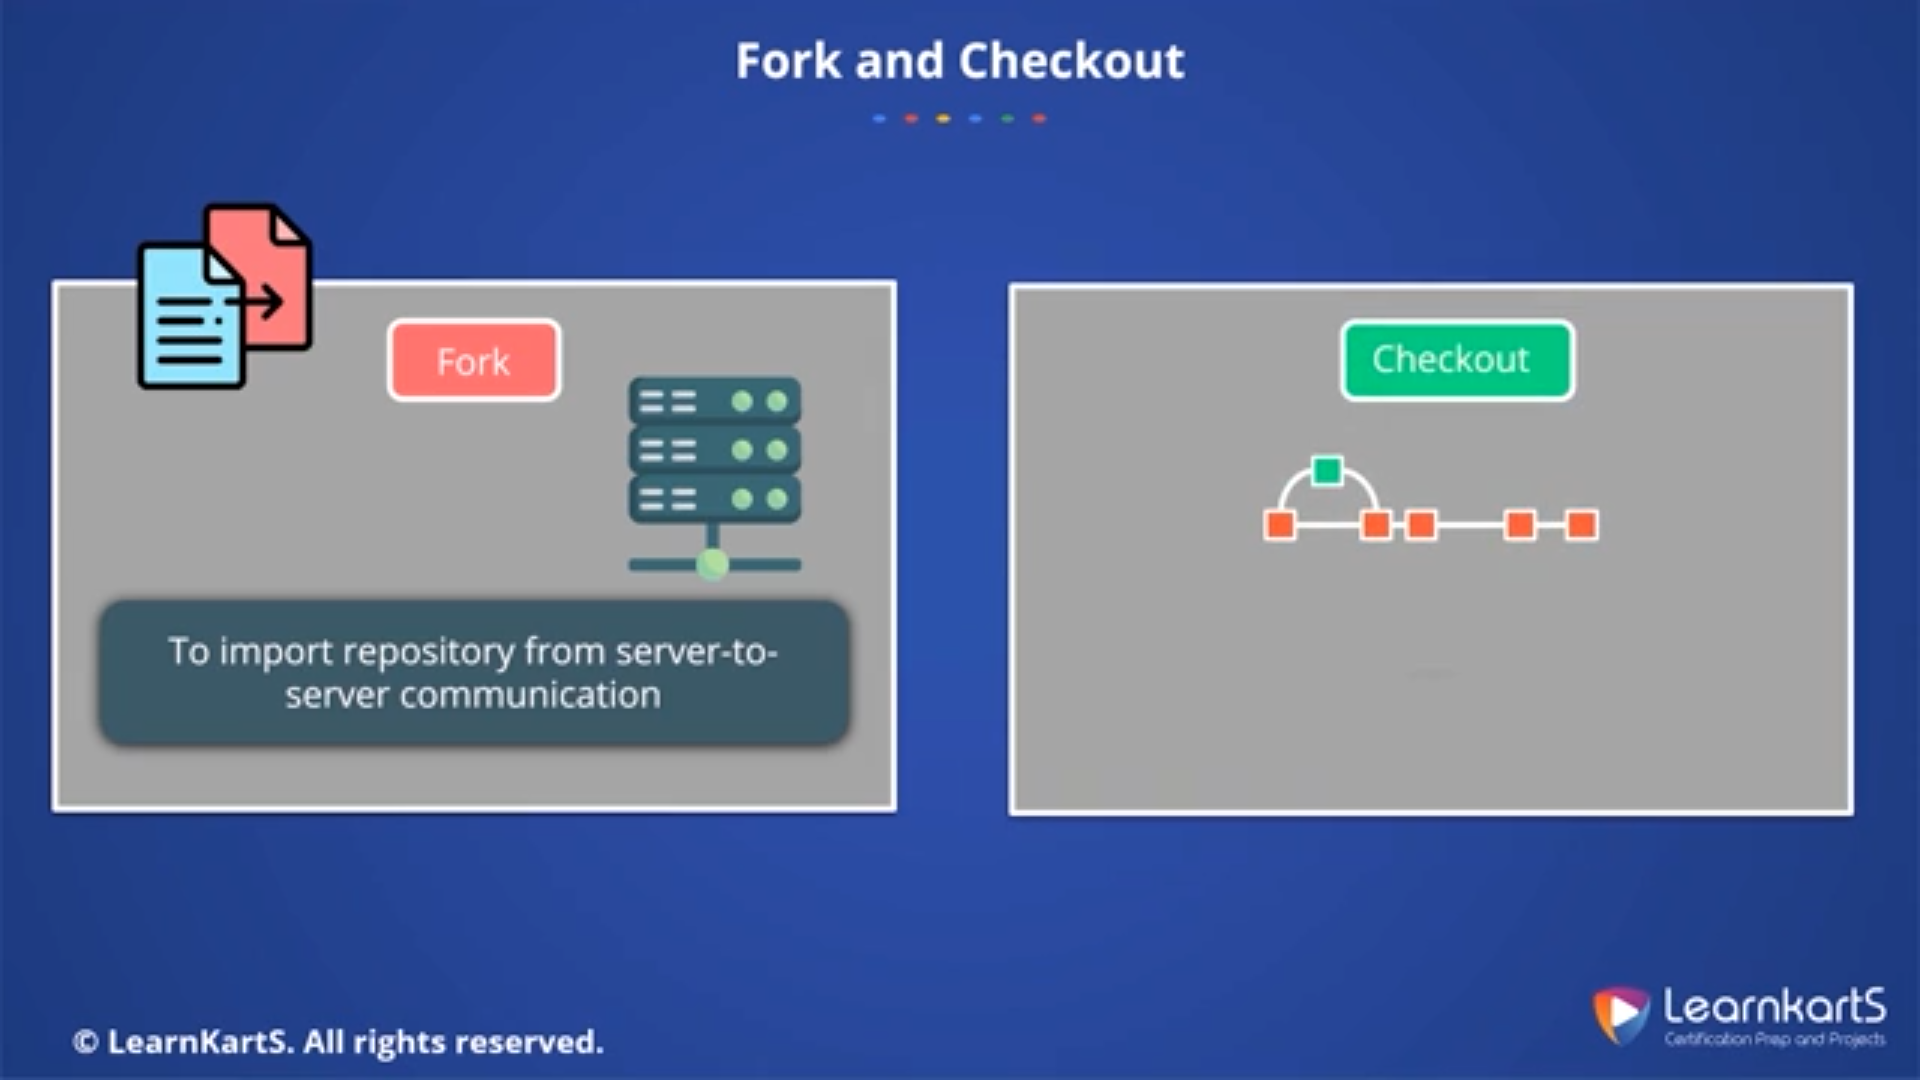 Fork and Checkout
Fork
To import repository from server-to-
server communication
Checkout
© LearnKartS. All rights reserved.
LearnkartS
Certification Prep and Projects